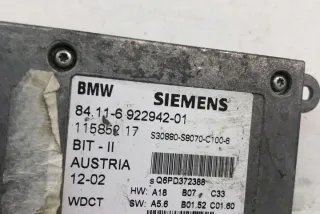 BMW SIEMENS
84.11-6 922942-01
115850 17 S30880-S8070-C100-6
BIT - II
AUSTRIA
12-02 Q6PD372388
HW: A18 B07 C33
WDCT SW: A5.6 B01.52 C01.60